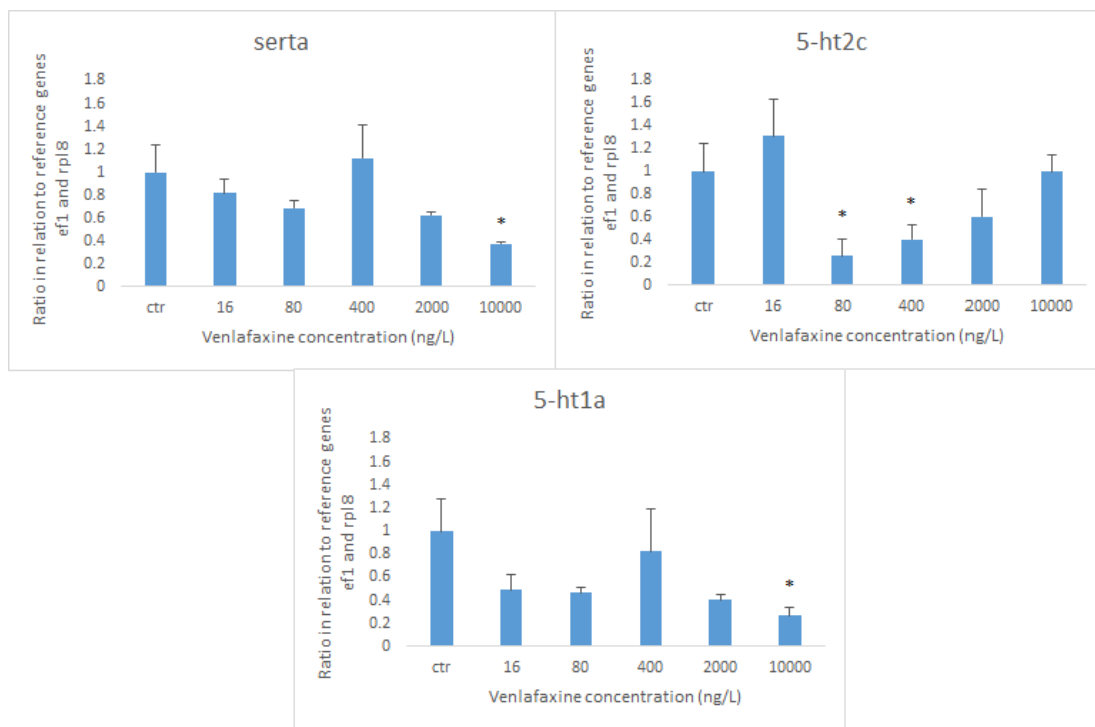 serta
Ratio in relation to reference genes
ef1 and rpl8
1.8
1.6
1.4
1.2
1
0.8
0.6
0.4
0.2
0
*
ctr 16 80 400 2000 10000
Venlafaxine concentration (ng/L)
5-ht2c
Ratio in relation to reference genes
ef1 and rpl8
1.8
1.6
1.4
1.2
1
0.8
0.6
0.4
0.2
0
* *
ctr 16 80 400 2000 10000
Venlafaxine concentration (ng/L)
5-ht1a
Ratio in relation to reference genes
ef1 and rpl8
1.8
1.6
1.4
1.2
1
0.8
0.6
0.4
0.2
0
*
ctr 16 80 400 2000 10000
Venlafaxine concentration (ng/L)